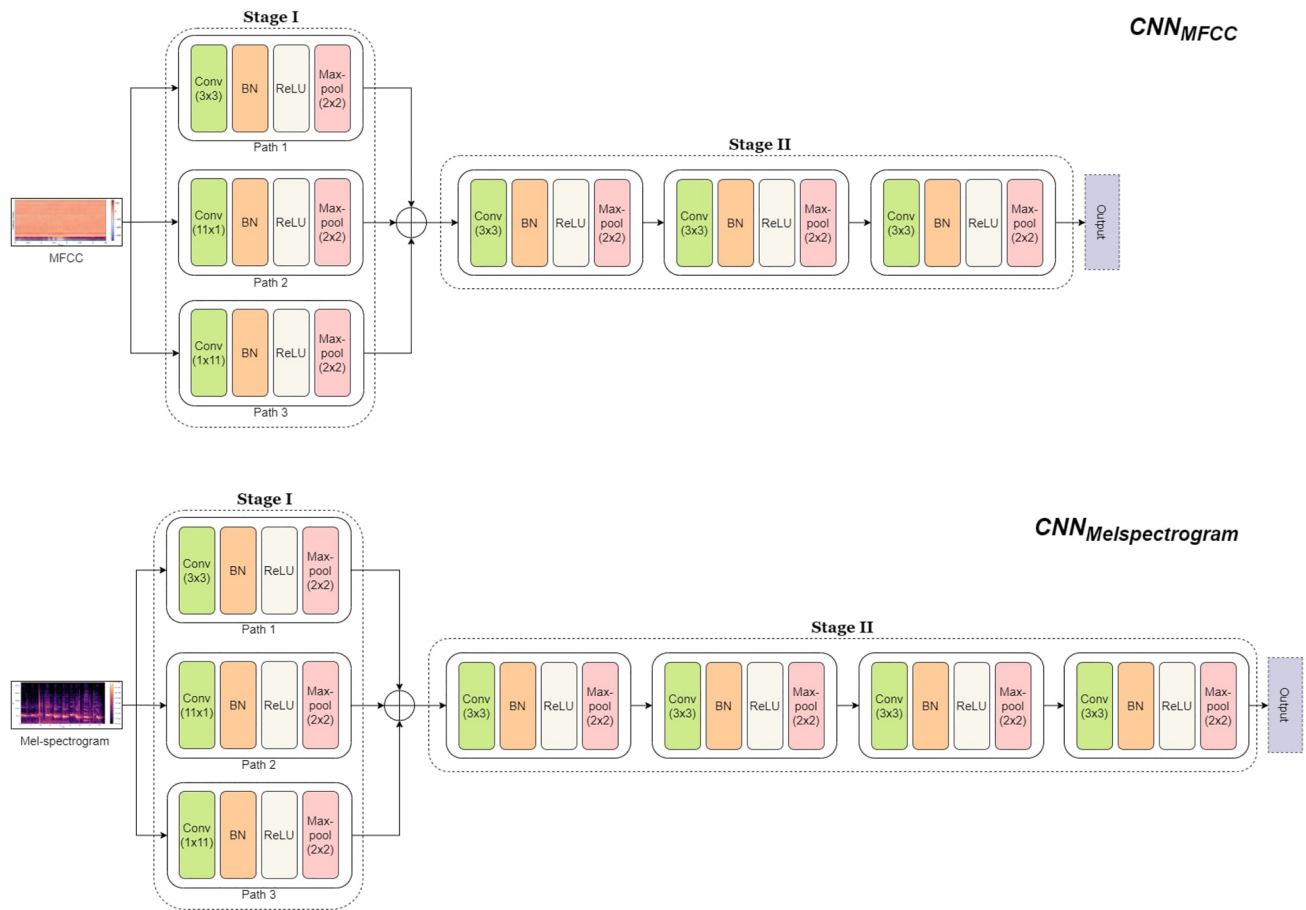 Stage I
CNN_MFCC
Conv
(3x3)
BN
ReLU
Max-
pool
(2x2)
Path 1
Conv
(11x1)
BN
ReLU
Max-
pool
(2x2)
Path 2
Conv
(1x11)
BN
ReLU
Max-
pool
(2x2)
Path 3
MFCC
Stage II
Conv
(3x3)
BN
ReLU
Max-
pool
(2x2)
Conv
(3x3)
BN
ReLU
Max-
pool
(2x2)
Conv
(3x3)
BN
ReLU
Max-
pool
(2x2)
Output
Stage I
CNN_Melspectrogram
Conv
(3x3)
BN
ReLU
Max-
pool
(2x2)
Path 1
Conv
(11x1)
BN
ReLU
Max-
pool
(2x2)
Path 2
Conv
(1x11)
BN
ReLU
Max-
pool
(2x2)
Path 3
Mel-spectrogram
Stage II
Conv
(3x3)
BN
ReLU
Max-
pool
(2x2)
Conv
(3x3)
BN
ReLU
Max-
pool
(2x2)
Conv
(3x3)
BN
ReLU
Max-
pool
(2x2)
Conv
(3x3)
BN
ReLU
Max-
pool
(2x2)
Output